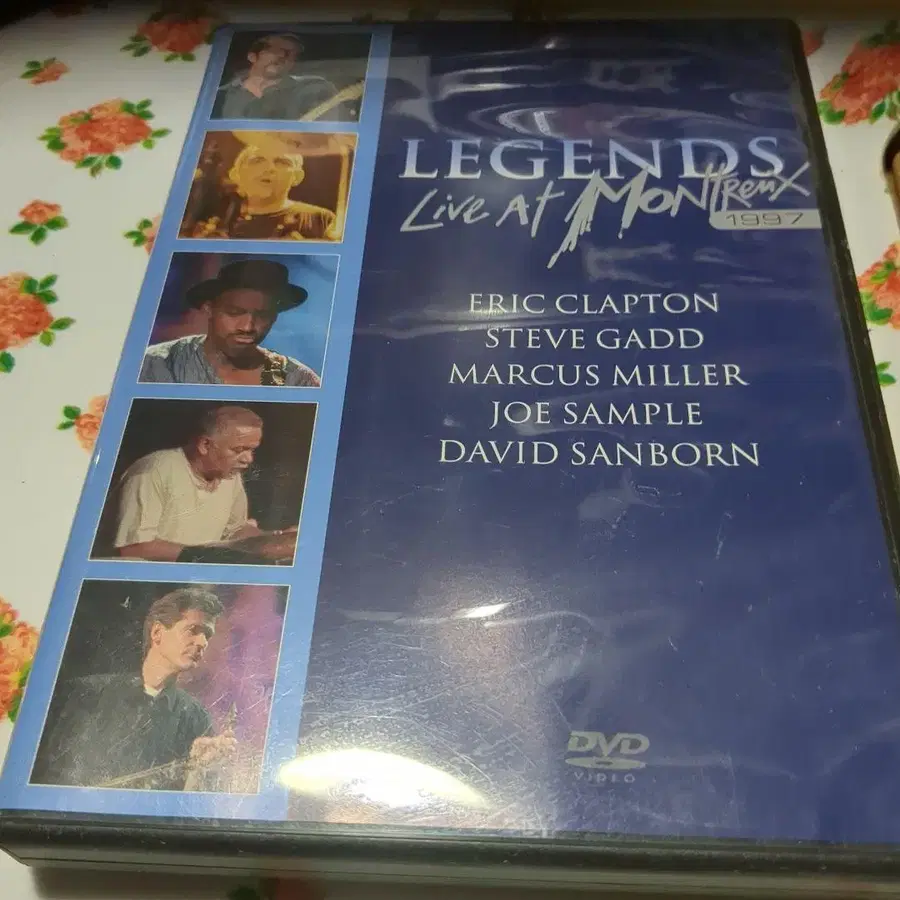 LEGENDS
Live At Montreux
1997
ERIC CLAPTON
STEVE GADD
MARCUS MILLER
JOE SAMPLE
DAVID SANBORN
DVD
VIDEO